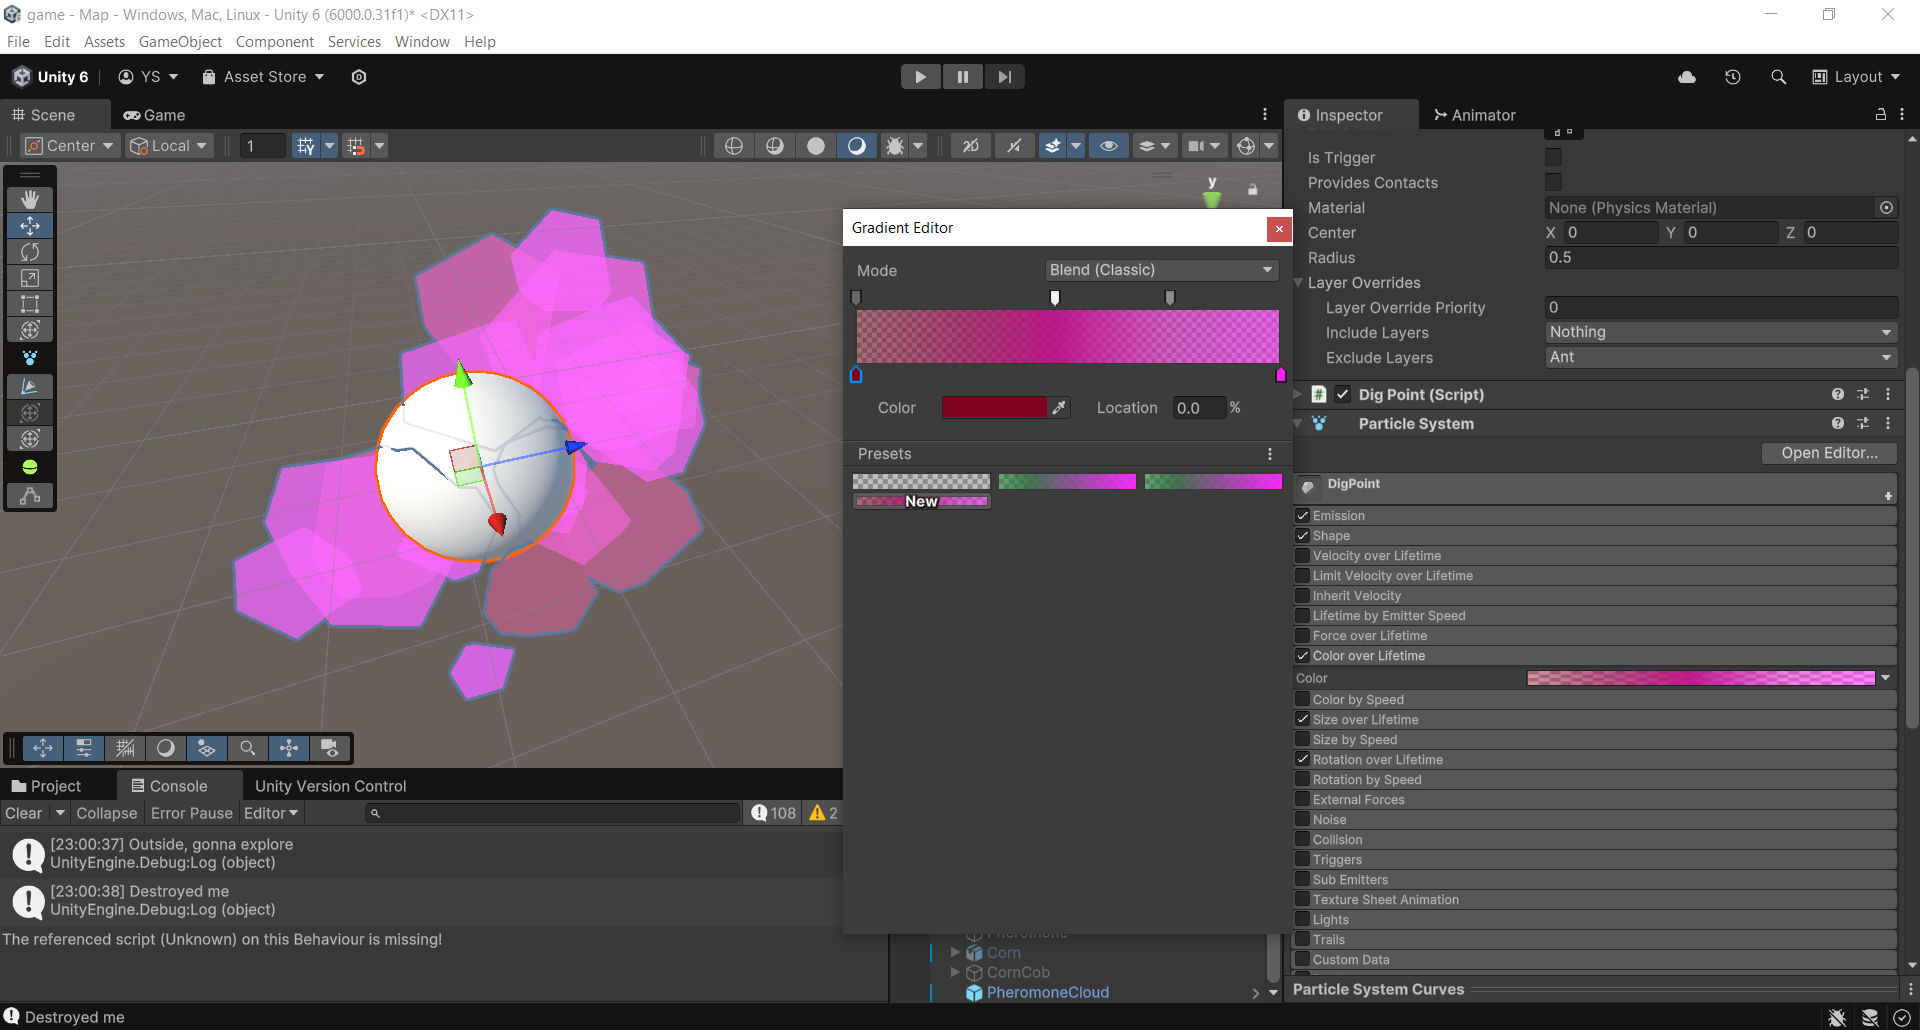 game - Map - Windows, Mac, Linux - Unity 6 (6000.0.31f1)* <DX11>
File Edit Assets GameObject Component Services Window Help
Unity 6 YS Asset Store Layout
Scene Game
Center Local 1 2D
y
Inspector Animator
Is Trigger
Provides Contacts
Material None (Physics Material)
Center X 0 Y 0 Z 0
Radius 0.5
Layer Overrides
Layer Override Priority 0
Include Layers Nothing
Exclude Layers Ant
Dig Point (Script)
Particle System
Open Editor...
DigPoint
Emission
Shape
Velocity over Lifetime
Limit Velocity over Lifetime
Inherit Velocity
Lifetime by Emitter Speed
Force over Lifetime
Color over Lifetime
Color
Color by Speed
Size over Lifetime
Size by Speed
Rotation over Lifetime
Rotation by Speed
External Forces
Noise
Collision
Triggers
Sub Emitters
Texture Sheet Animation
Lights
Trails
Custom Data
Particle System Curves
Gradient Editor
Mode Blend (Classic)
Color Location 0.0 %
Presets
New
Project Console Unity Version Control
Clear Collapse Error Pause Editor 108 2
[23:00:37] Outside, gonna explore
UnityEngine.Debug:Log (object)
[23:00:38] Destroyed me
UnityEngine.Debug:Log (object)
The referenced script (Unknown) on this Behaviour is missing!
Pheromone
Corn
CornCob
PheromoneCloud
Destroyed me